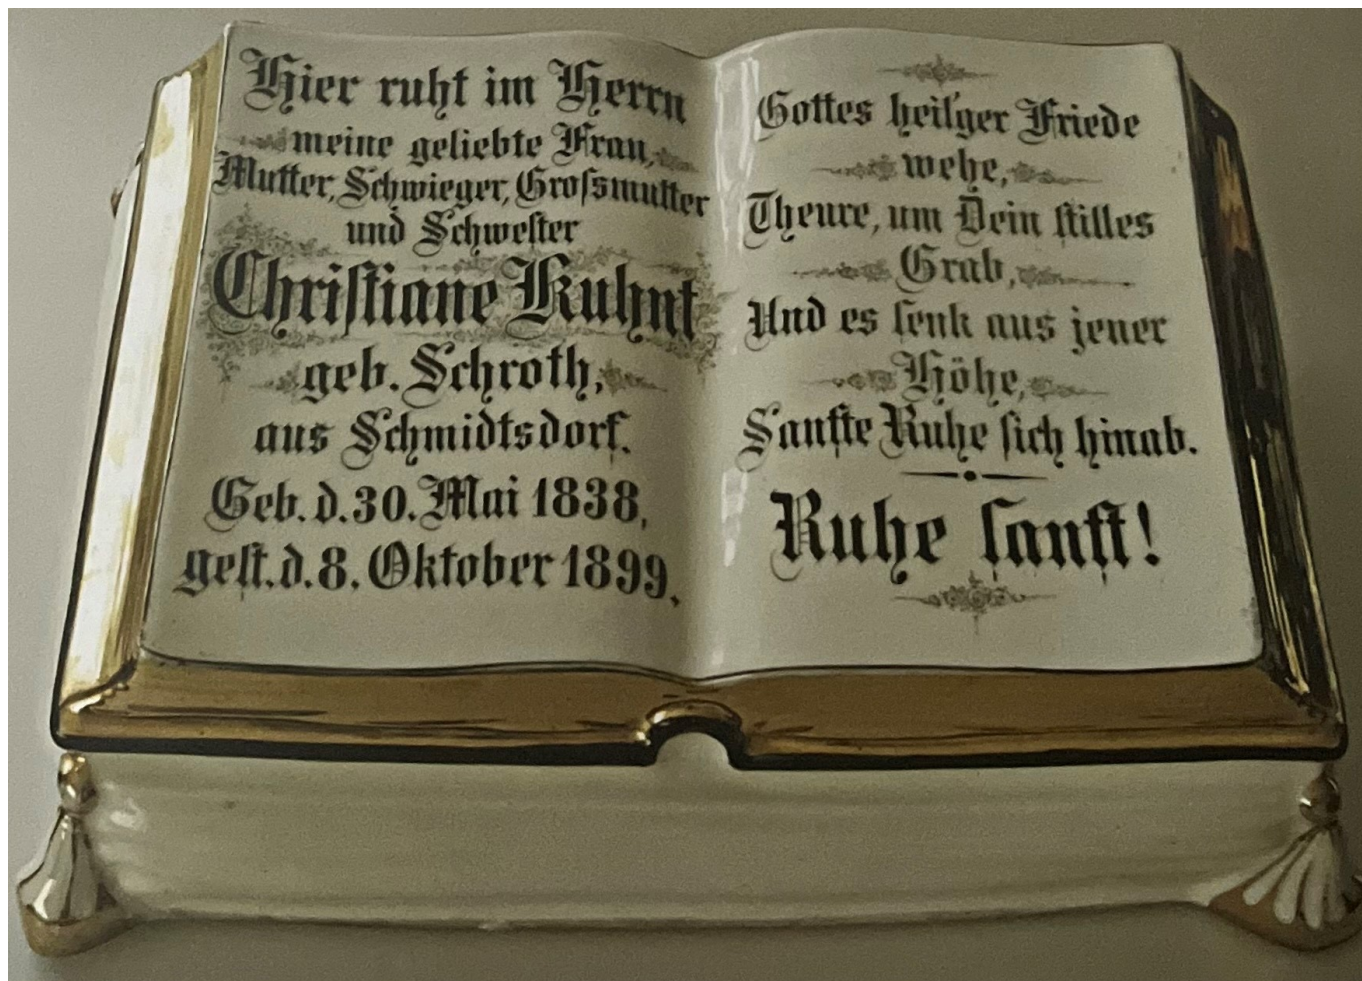 Hier ruht im Herrn
meine geliebte Frau,
Mutter, Schwieger, Grofsmutter
und Schwester
Christiane Kuhnt
geb. Schroth,
aus Schmidtsdorf.
Geb. d. 30. Mai 1838,
gest. d. 8. Oktober 1899.
Gottes heil'ger Friede
wehe,
Theure, um Dein stilles
Grab,
Und es senk aus jener
Höhe,
Sanfte Ruhe sich hinab.
Ruhe sanft!